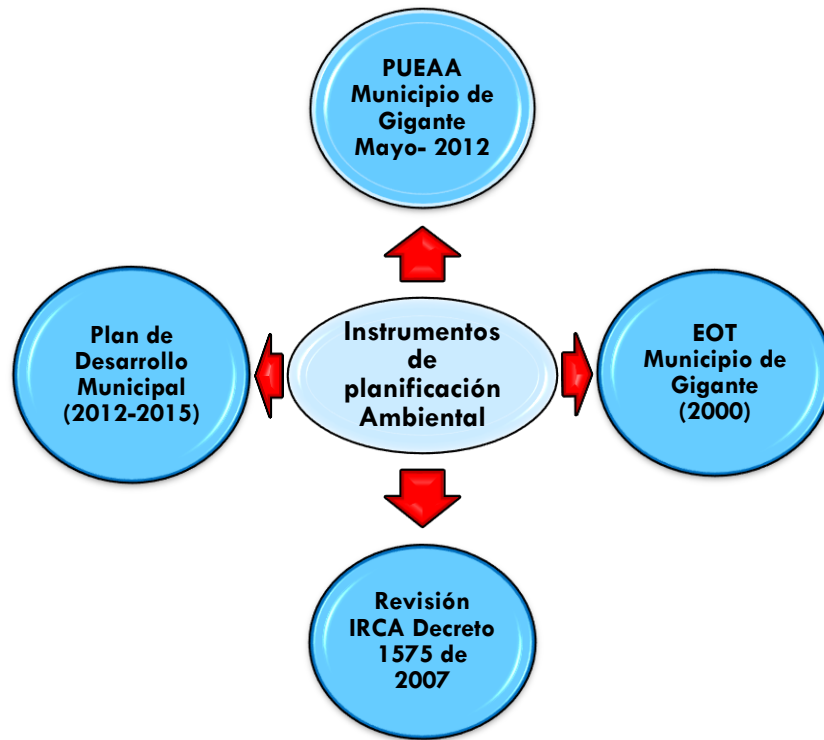 PUEAA
Municipio de
Gigante
Mayo- 2012
Plan de
Desarrollo
Municipal
(2012-2015)
Instrumentos
de
planificación
Ambiental
EOT
Municipio de
Gigante
(2000)
Revisión
IRCA Decreto
1575 de
2007